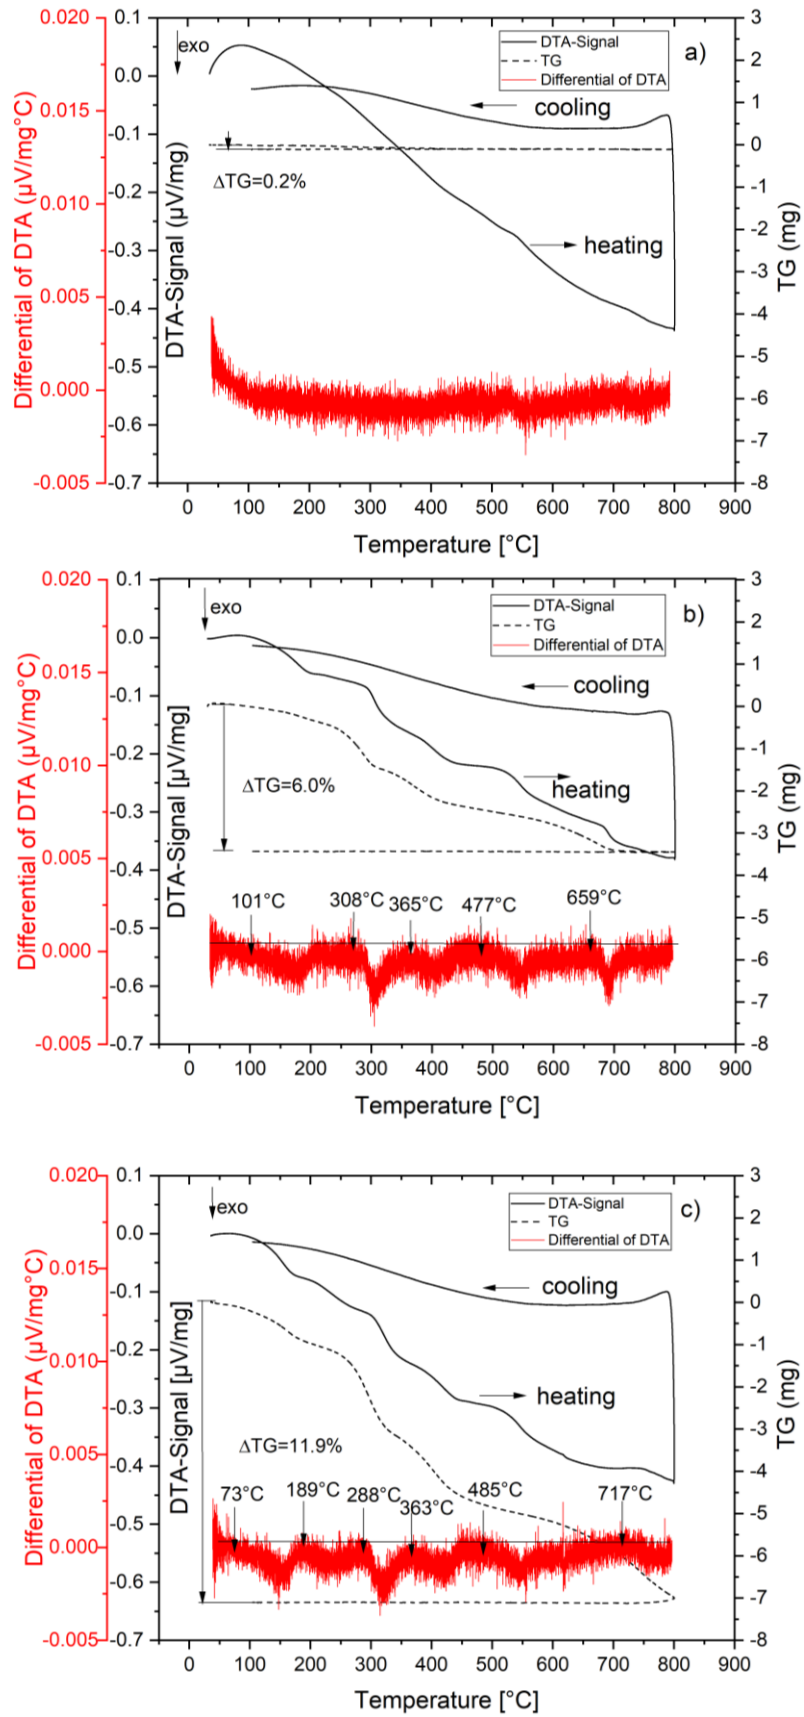 0.020
0.015
0.010
0.005
0.000
-0.005
Differential of DTA (µV/mg°C)
0.1
0.0
-0.1
-0.2
-0.3
-0.4
-0.5
-0.6
-0.7
DTA-Signal (µV/mg)
exo
DTA-Signal
TG
Differential of DTA
a)
cooling
ΔTG=0.2%
heating
3
2
1
0
-1
-2
-3
-4
-5
-6
-7
-8
TG (mg)
0 100 200 300 400 500 600 700 800 900
Temperature [°C]
0.020
0.015
0.010
0.005
0.000
-0.005
Differential of DTA (µV/mg°C)
0.1
0.0
-0.1
-0.2
-0.3
-0.4
-0.5
-0.6
-0.7
DTA-Signal [µV/mg]
exo
DTA-Signal
TG
Differential of DTA
b)
cooling
ΔTG=6.0%
heating
101°C
308°C
365°C
477°C
659°C
3
2
1
0
-1
-2
-3
-4
-5
-6
-7
-8
TG (mg)
0 100 200 300 400 500 600 700 800 900
Temperature [°C]
0.020
0.015
0.010
0.005
0.000
-0.005
Differential of DTA (µV/mg°C)
0.1
0.0
-0.1
-0.2
-0.3
-0.4
-0.5
-0.6
-0.7
DTA-Signal [µV/mg]
exo
DTA-Signal
TG
Differential of DTA
c)
cooling
heating
ΔTG=11.9%
73°C
189°C
288°C
363°C
485°C
717°C
3
2
1
0
-1
-2
-3
-4
-5
-6
-7
-8
TG (mg)
0 100 200 300 400 500 600 700 800 900
Temperature [°C]